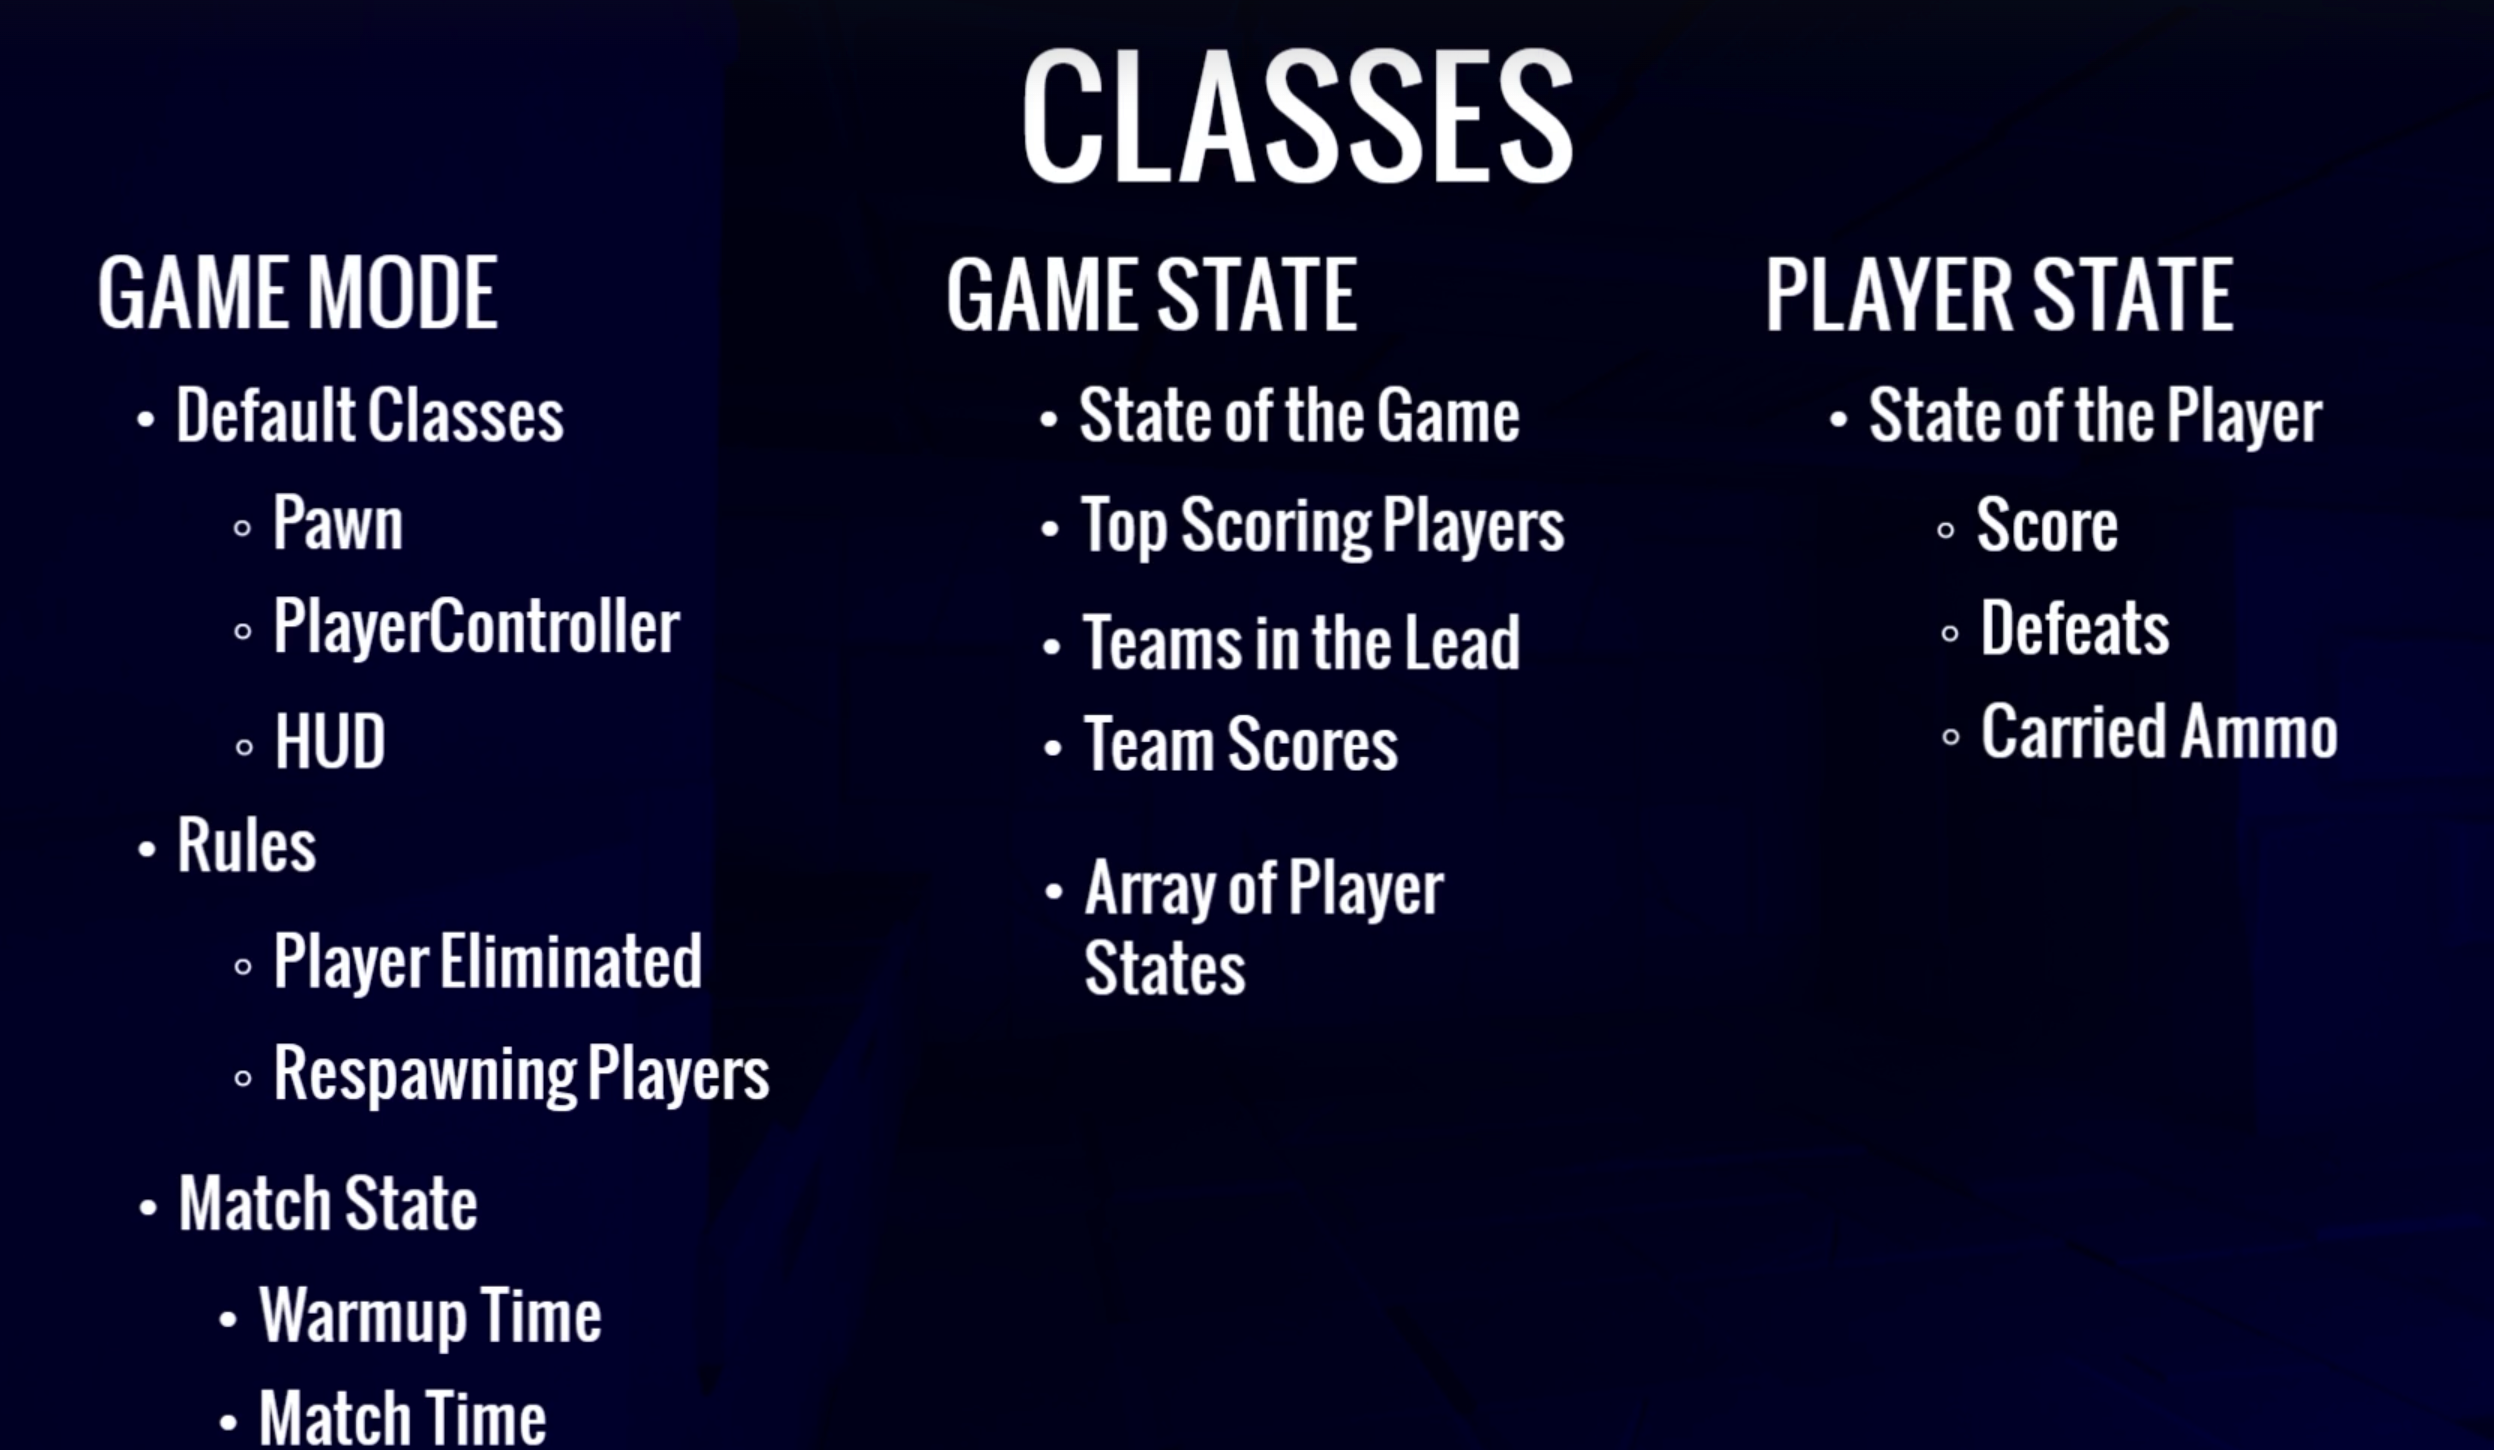 CLASSES
GAME MODE
• Default Classes
◦ Pawn
◦ PlayerController
◦ HUD
• Rules
◦ Player Eliminated
◦ Respawning Players
• Match State
• Warmup Time
• Match Time
GAME STATE
• State of the Game
• Top Scoring Players
• Teams in the Lead
• Team Scores
• Array of Player
States
PLAYER STATE
• State of the Player
◦ Score
◦ Defeats
◦ Carried Ammo